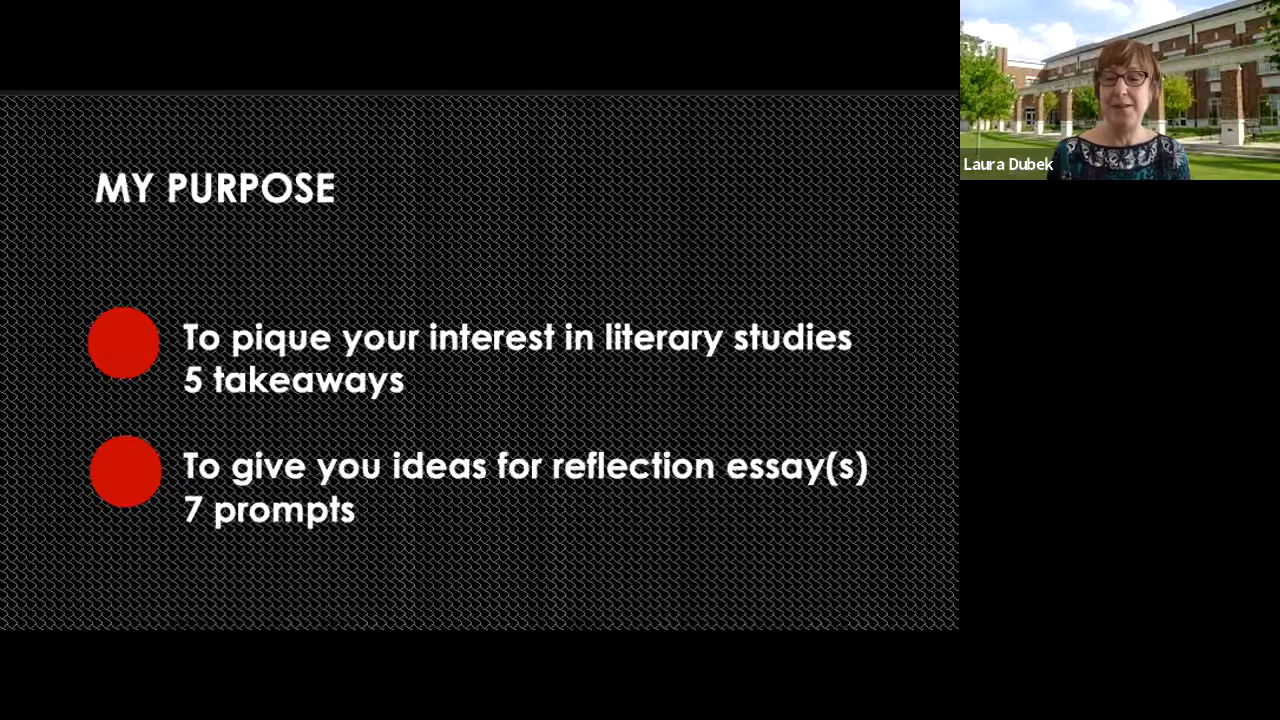 MY PURPOSE
To pique your interest in literary studies
5 takeaways
To give you ideas for reflection essay(s)
7 prompts
Laura Dubek